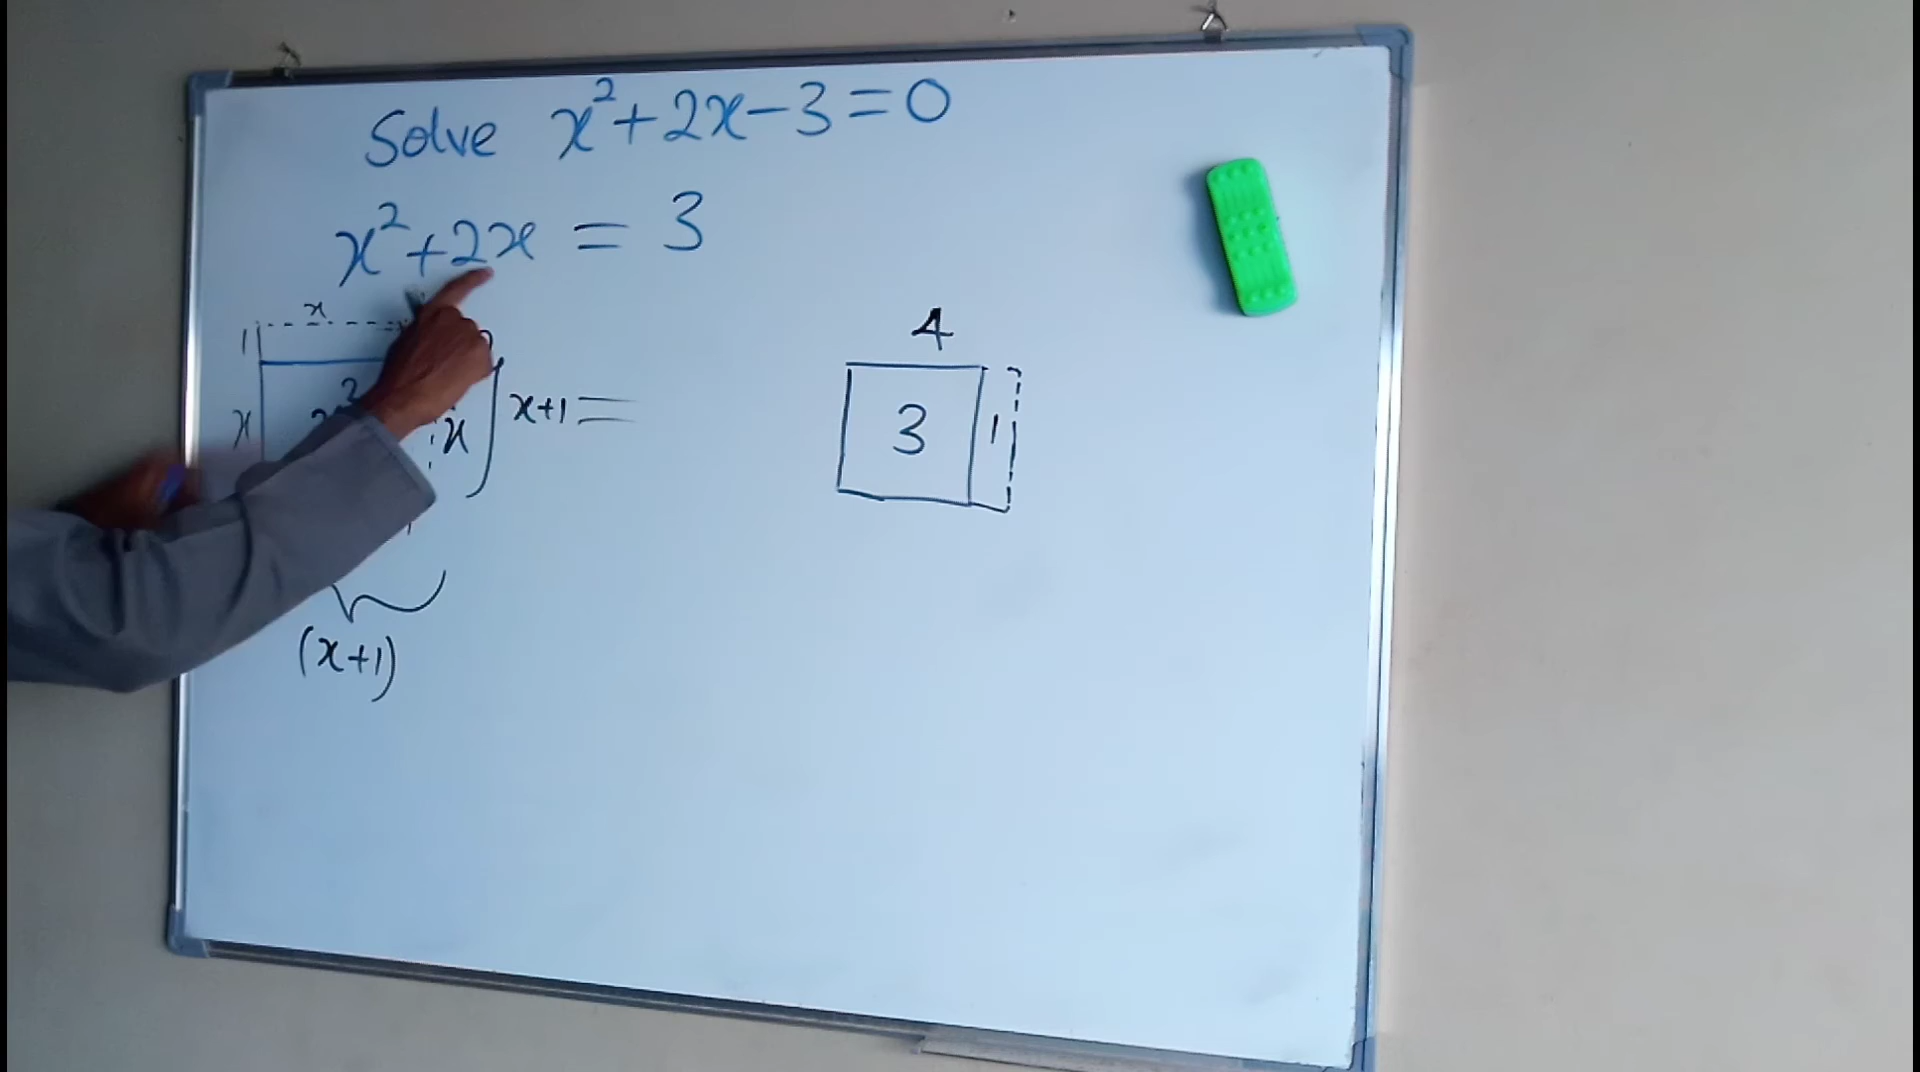 Solve x²+2x-3=0
x²+2x = 3
x
1
4
x
x
x+1 =
3
1
(x+1)